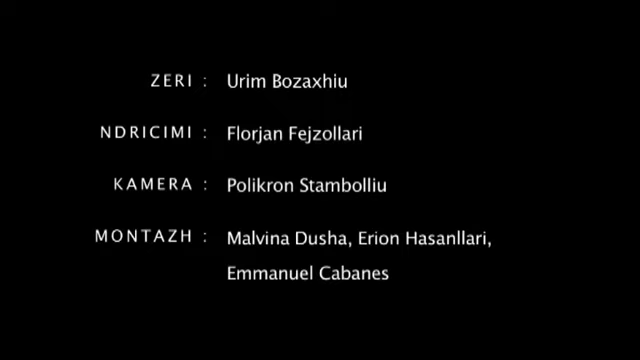 ZERI : Urim Bozaxhiu
NDRICIMI : Florjan Fejzollari
KAMERA : Polikron Stambolliu
MONTAZH : Malvina Dusha, Erion Hasanllari,
Emmanuel Cabanes